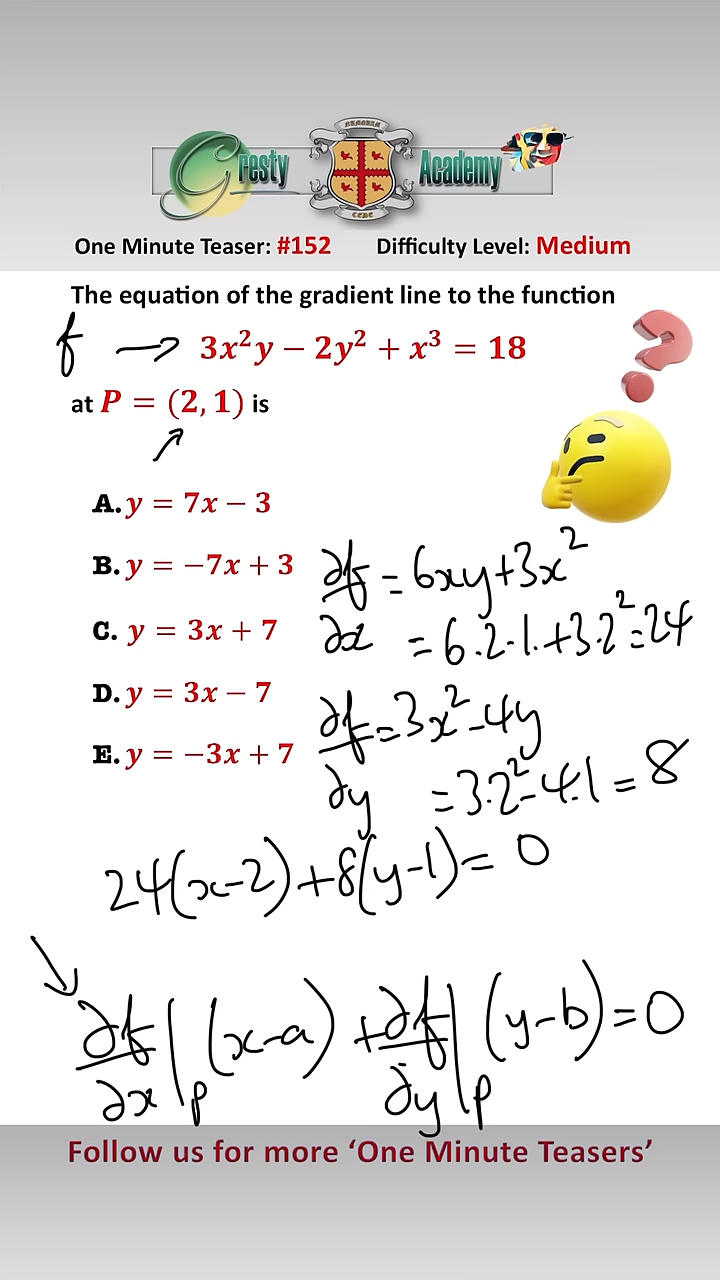 Gresty Academy
NUMQUAM
CEDE
One Minute Teaser: #152 Difficulty Level: Medium
The equation of the gradient line to the function
f → 3x²y − 2y² + x³ = 18
at P = (2, 1) is
A. y = 7x − 3
B. y = −7x + 3
C. y = 3x + 7
D. y = 3x − 7
E. y = −3x + 7
∂f/∂x = 6xy+3x²
= 6.2.1.+3.2²=24
∂f/∂y = 3x²-4y
= 3.2²-4.1 = 8
24(x-2)+8(y-1)= 0
∂f/∂x|p (x-a) + ∂f/∂y|p (y-b)=0
Follow us for more ‘One Minute Teasers’